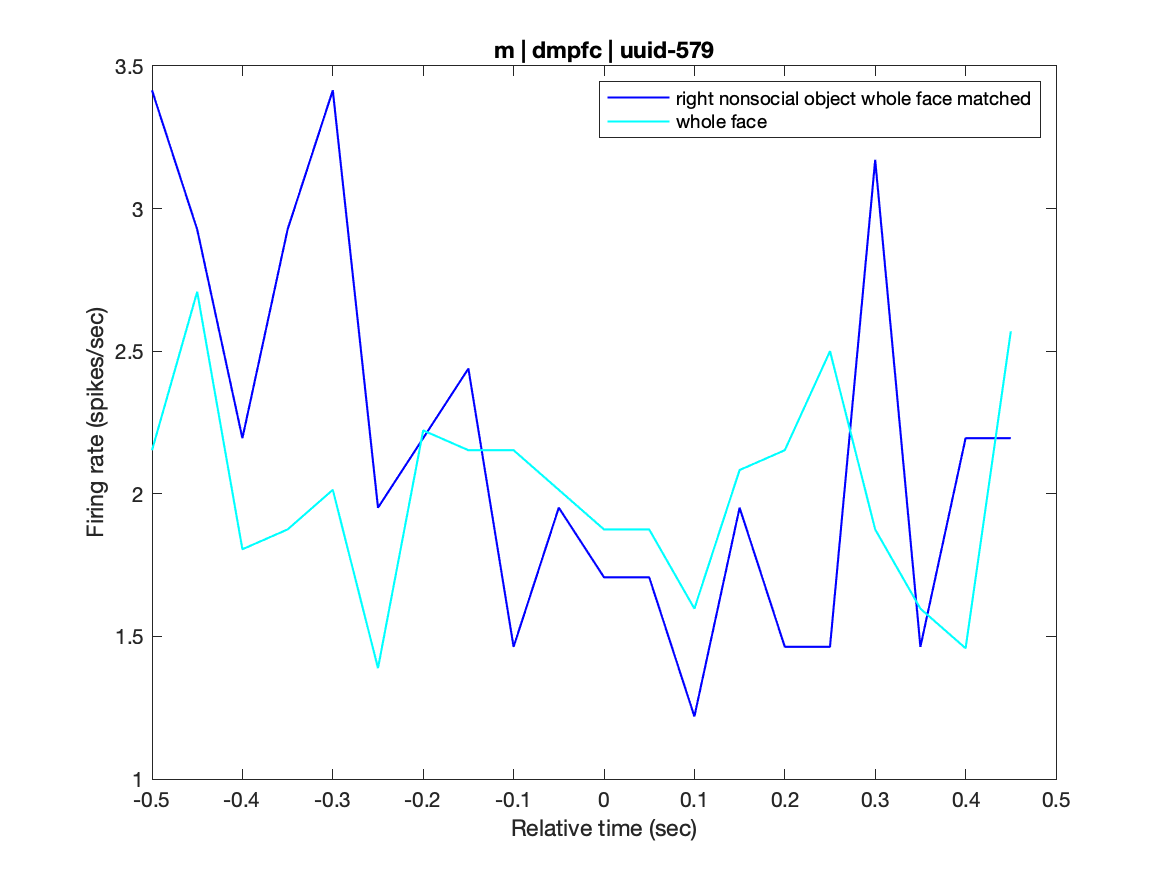 m | dmpfc | uuid-579
right nonsocial object whole face matched
whole face
Firing rate (spikes/sec)
3.5
3
2.5
2
1.5
1
-0.5 -0.4 -0.3 -0.2 -0.1 0 0.1 0.2 0.3 0.4 0.5
Relative time (sec)